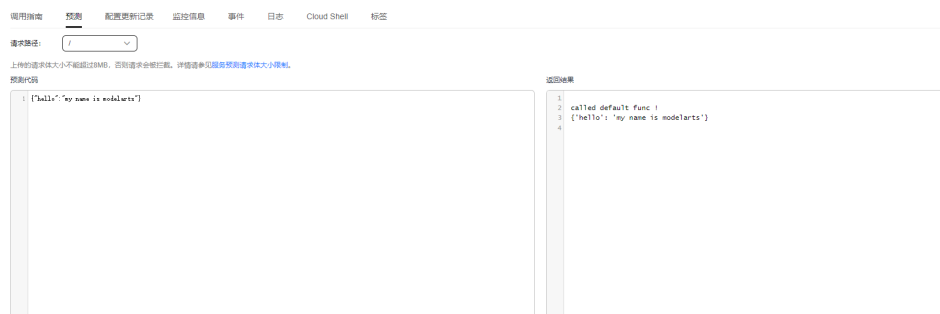 调用指南 预测 配置更新记录 监控信息 事件 日志 Cloud Shell 标签
请求路径： /
上传的请求体大小不能超过8MB，否则请求会被拦截。详情请参见服务预测请求体大小限制。
预测代码
1 {"hello":"my name is modelarts"}
返回结果
1
2 called default func !
3 {'hello': 'my name is modelarts'}
4